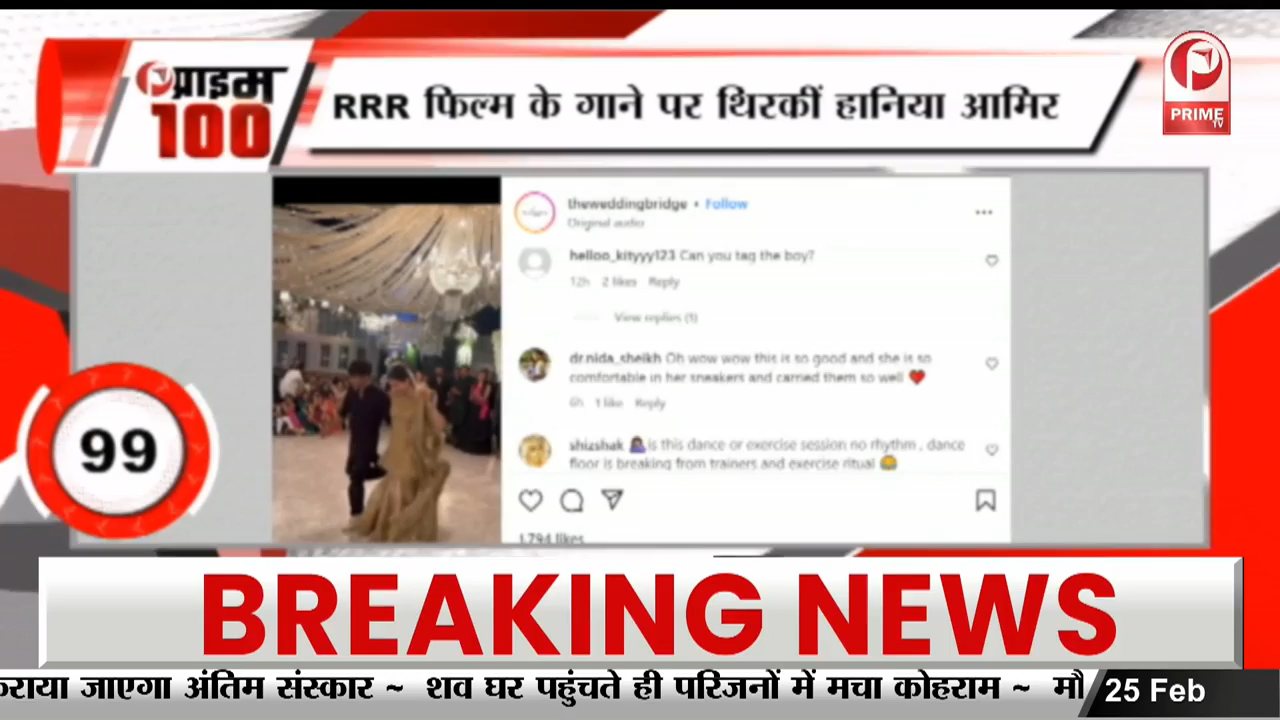 प्राइम
100
RRR फिल्म के गाने पर थिरकीं हानिया आमिर
PRIME
TV
theweddingbridge • Follow
Original audio
helloo_kityyy123 Can you tag the boy?
12h 2 likes Reply
View replies (1)
dr.nida_sheikh Oh wow wow this is so good and she is so
comfortable in her sneakers and carried them so well ❤️
6h 1 like Reply
shizshak 🤷🏽‍♀️is this dance or exercise session no rhythm , dance
floor is breaking from trainers and exercise ritual 😂
1,794 likes
99
BREAKING NEWS
कराया जाएगा अंतिम संस्कार ~ शव घर पहुंचते ही परिजनों में मचा कोहराम ~ मौ
25 Feb